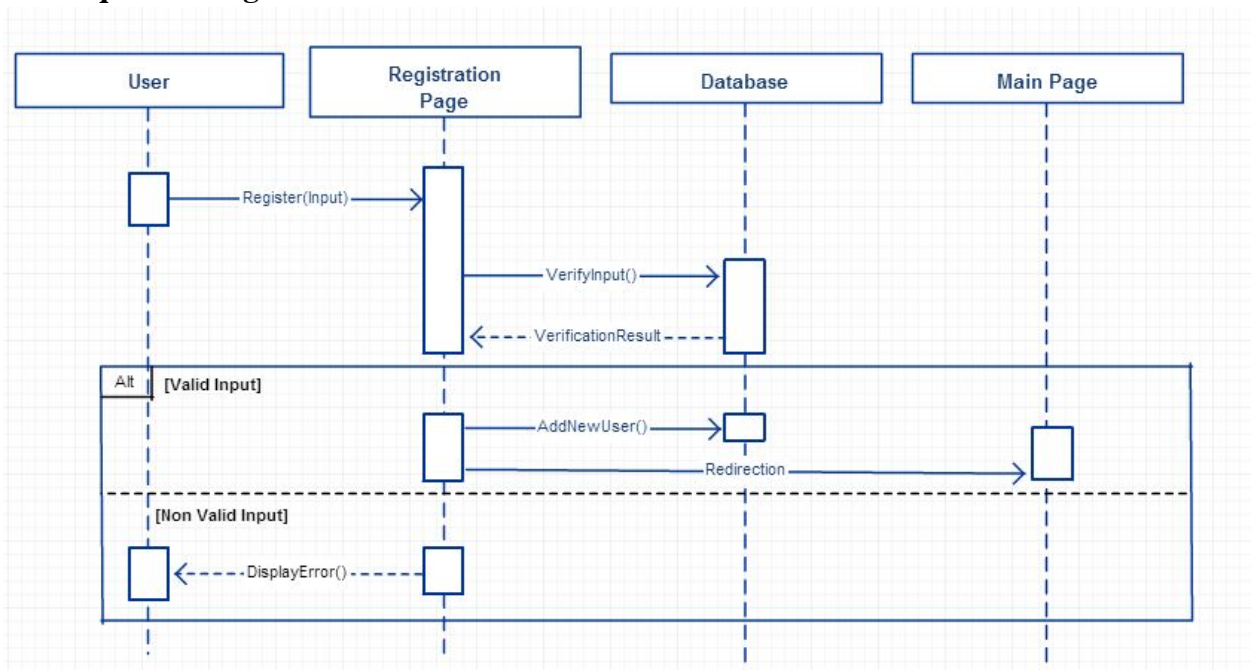 User
Registration
Page
Database
Main Page
Register(Input)
VerifyInput()
VerificationResult
Alt
[Valid Input]
AddNewUser()
Redirection
[Non Valid Input]
DisplayError()